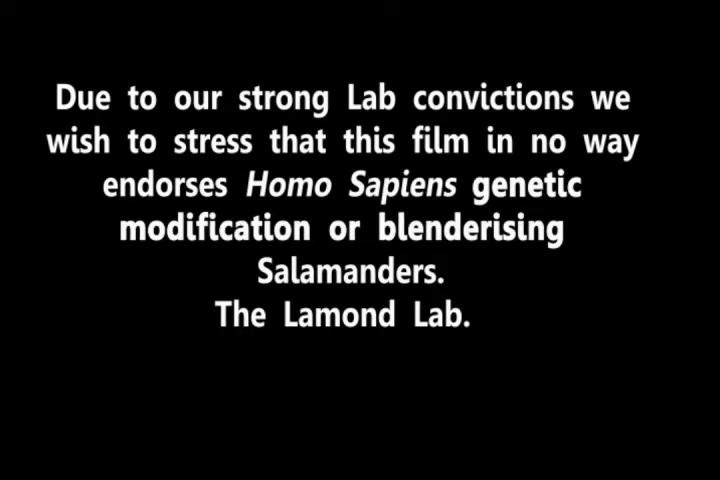 Due to our strong Lab convictions we
wish to stress that this film in no way
endorses Homo Sapiens genetic
modification or blenderising
Salamanders.
The Lamond Lab.